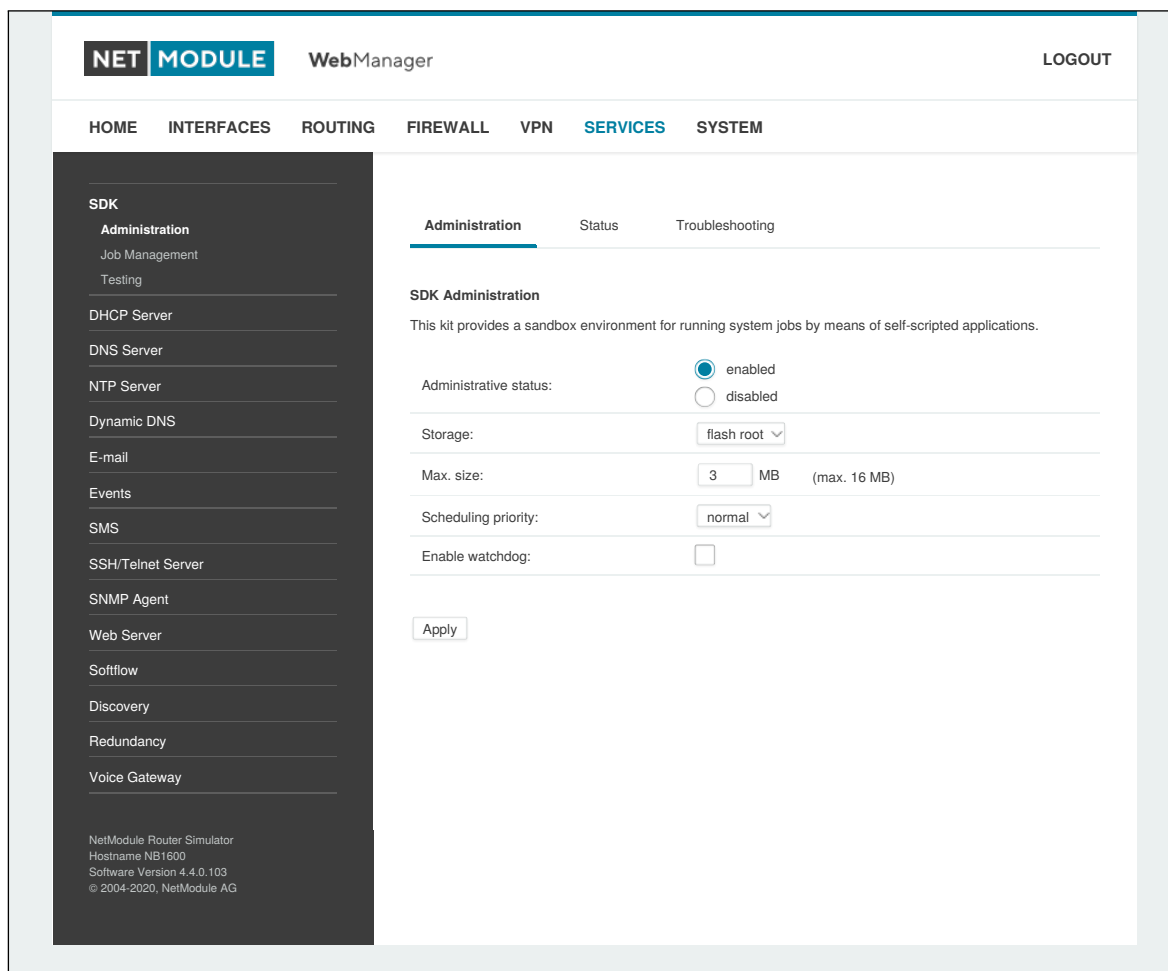 NET MODULE WebManager LOGOUT
HOME INTERFACES ROUTING FIREWALL VPN SERVICES SYSTEM
SDK
Administration
Job Management
Testing
DHCP Server
DNS Server
NTP Server
Dynamic DNS
E-mail
Events
SMS
SSH/Telnet Server
SNMP Agent
Web Server
Softflow
Discovery
Redundancy
Voice Gateway
NetModule Router Simulator
Hostname NB1600
Software Version 4.4.0.103
© 2004-2020, NetModule AG
Administration Status Troubleshooting
SDK Administration
This kit provides a sandbox environment for running system jobs by means of self-scripted applications.
Administrative status:
enabled
disabled
Storage: flash root
Max. size: 3 MB (max. 16 MB)
Scheduling priority: normal
Enable watchdog:
Apply